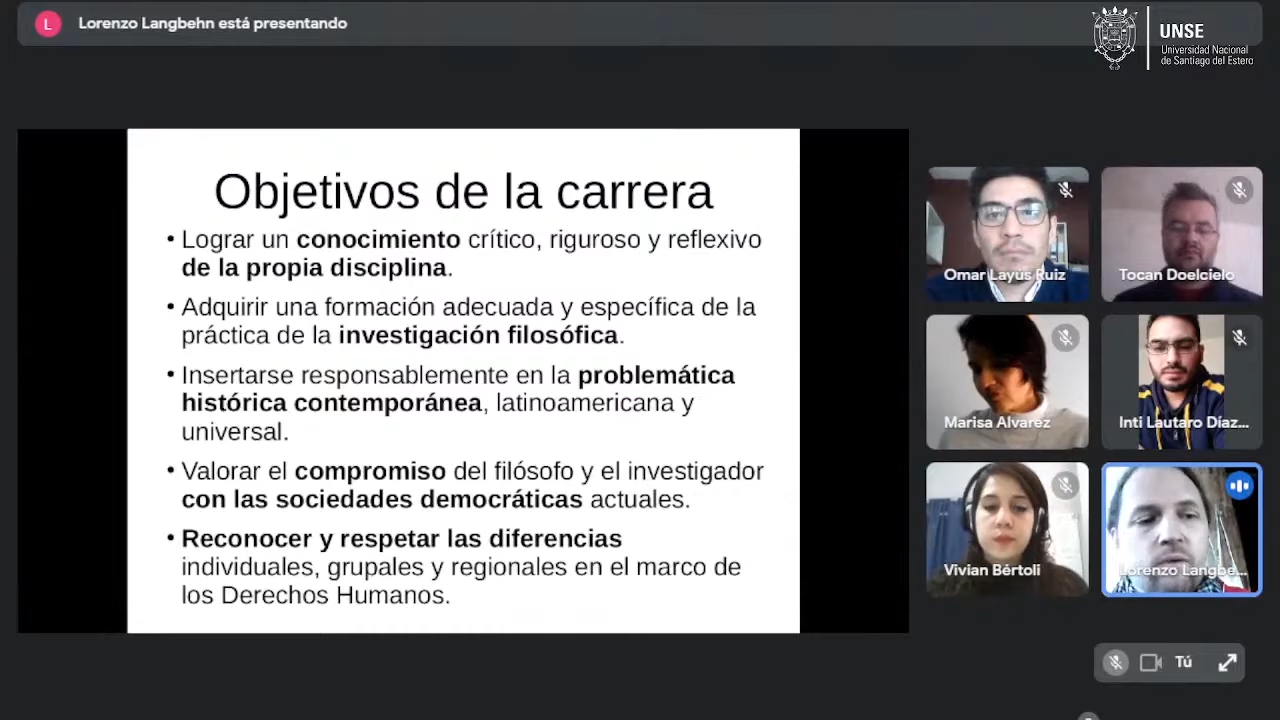 L
Lorenzo Langbehn está presentando
UNSE
Universidad Nacional
de Santiago del Estero
Objetivos de la carrera
• Lograr un conocimiento crítico, riguroso y reflexivo
de la propia disciplina.
• Adquirir una formación adecuada y específica de la
práctica de la investigación filosófica.
• Insertarse responsablemente en la problemática
histórica contemporánea, latinoamericana y
universal.
• Valorar el compromiso del filósofo y el investigador
con las sociedades democráticas actuales.
• Reconocer y respetar las diferencias
individuales, grupales y regionales en el marco de
los Derechos Humanos.
Omar Layús Ruiz
Tocan Doelcielo
Marisa Alvarez
Inti Lautaro Díaz...
Vivian Bértoli
Lorenzo Langbe...
Tú